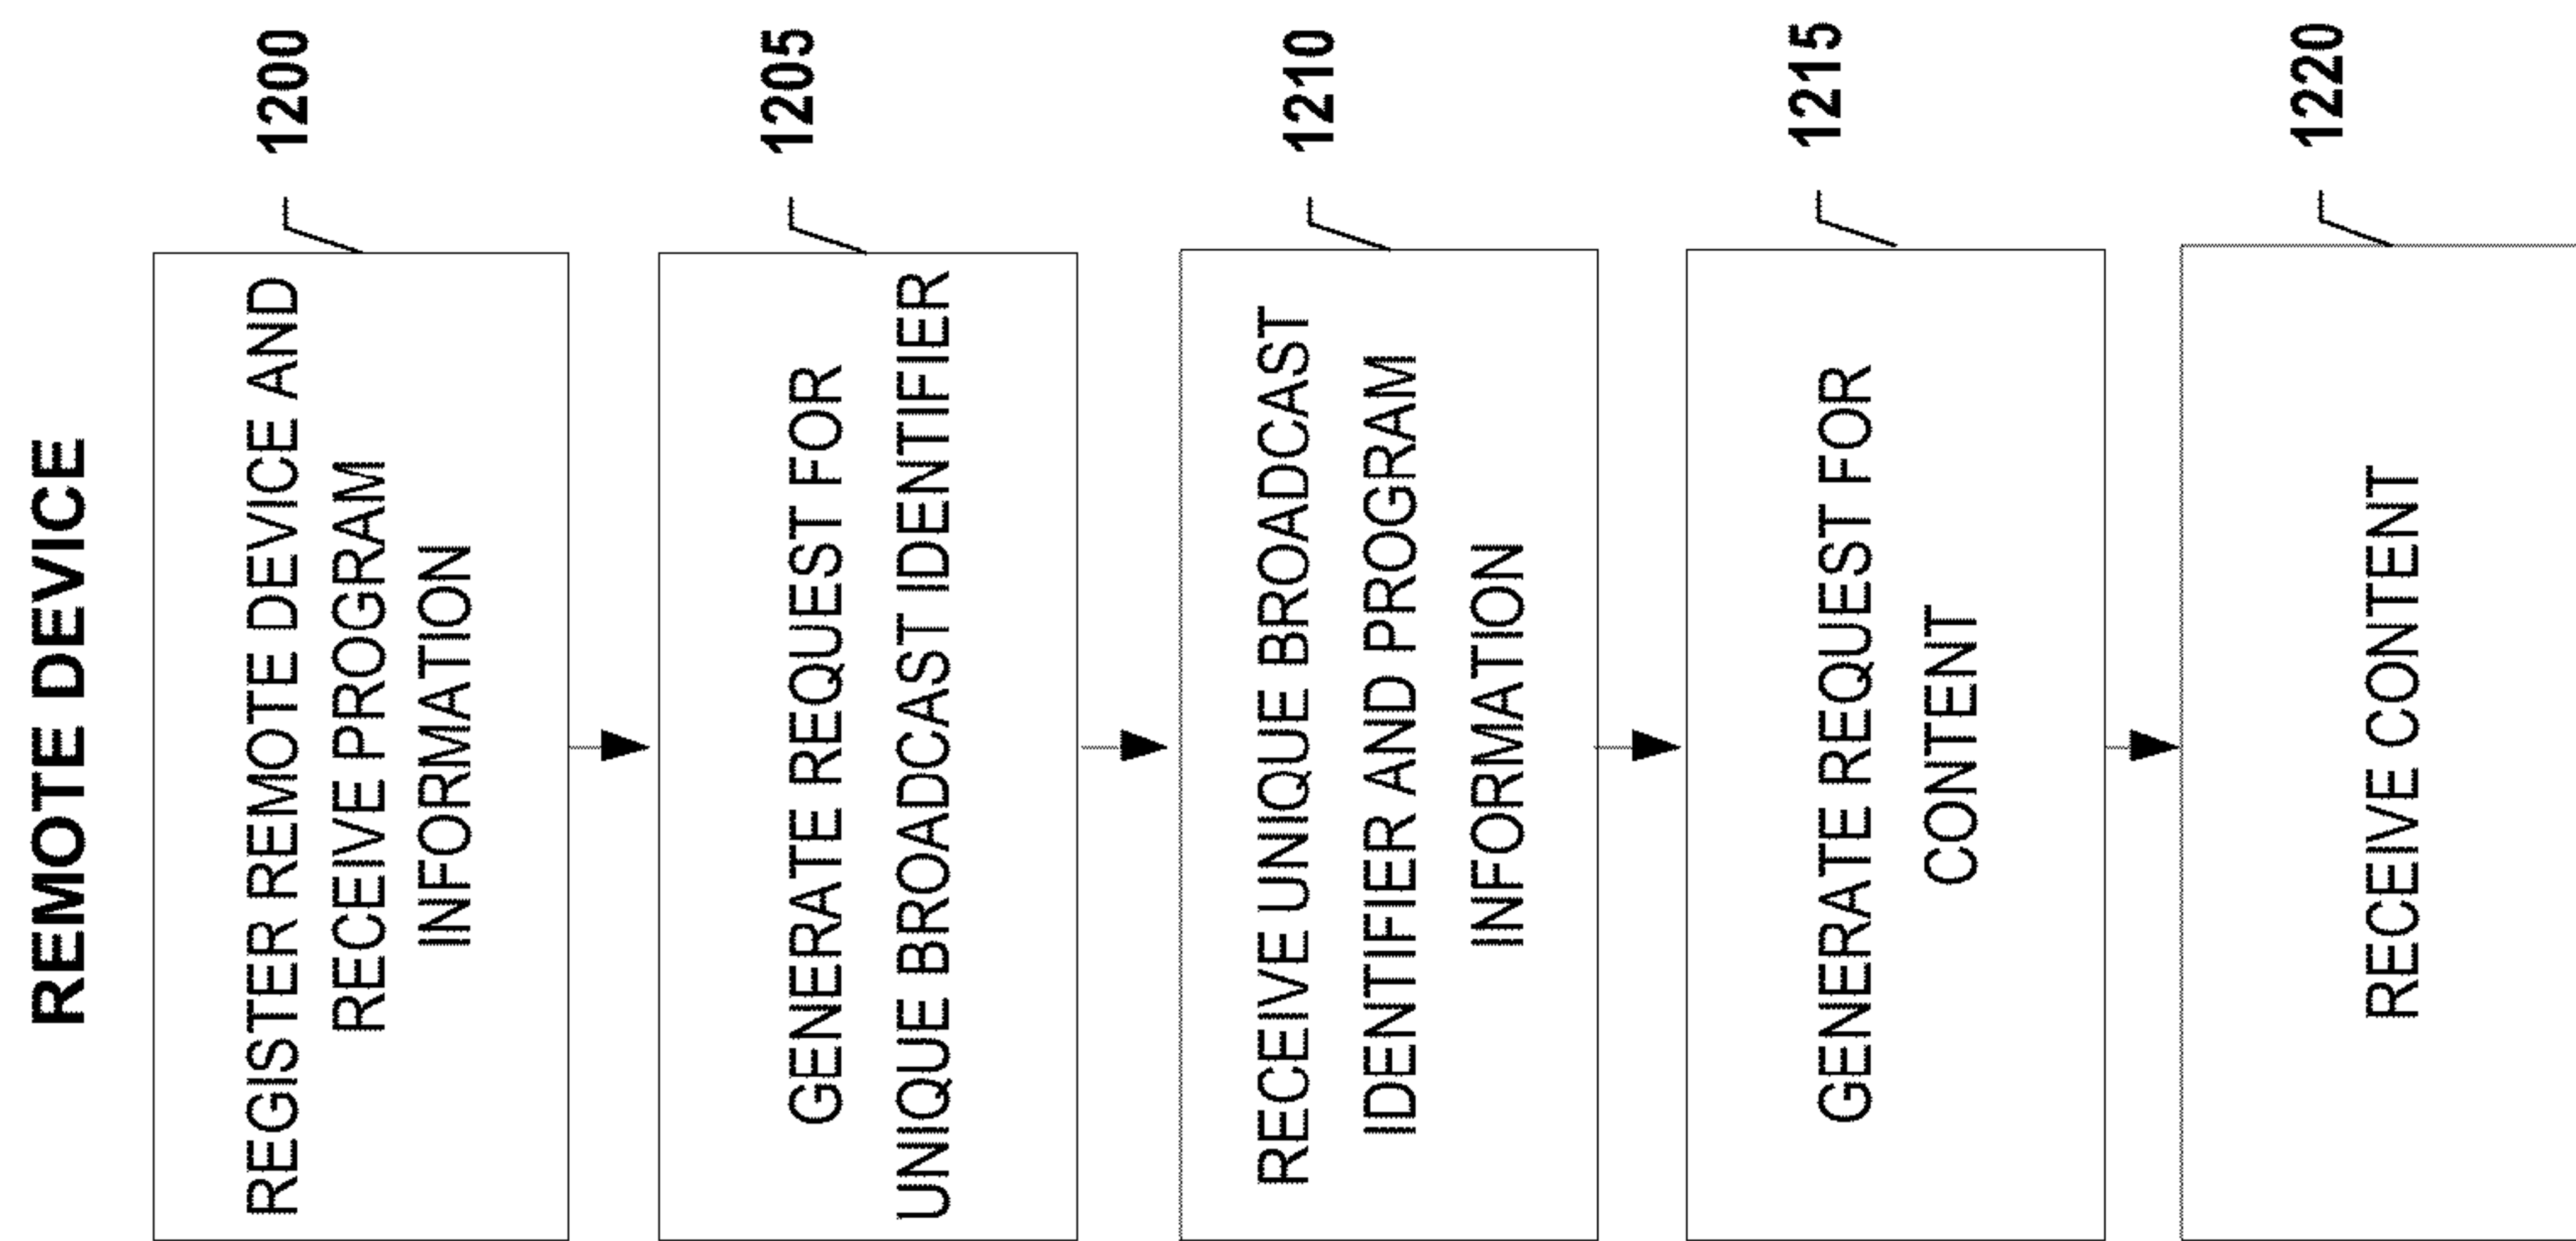 REMOTE DEVICE
1200
REGISTER REMOTE DEVICE AND
RECEIVE PROGRAM
INFORMATION
1205
GENERATE REQUEST FOR
UNIQUE BROADCAST IDENTIFIER
1210
RECEIVE UNIQUE BROADCAST
IDENTIFIER AND PROGRAM
INFORMATION
1215
GENERATE REQUEST FOR
CONTENT
1220
RECEIVE CONTENT